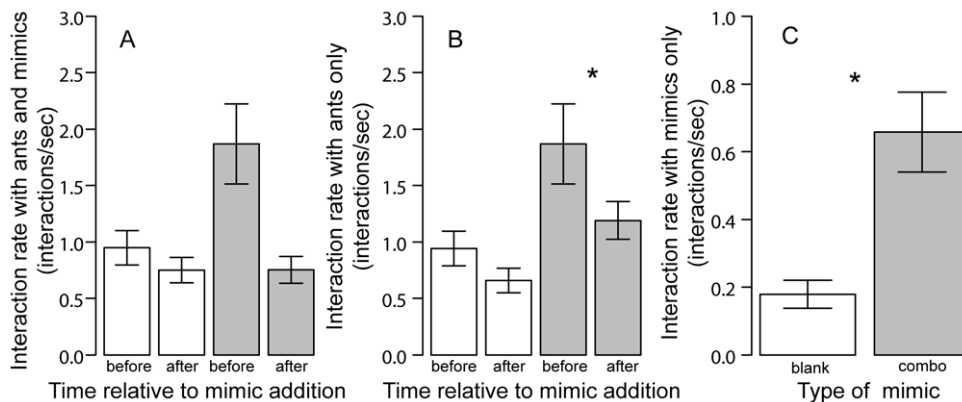 A
Interaction rate with ants and mimics
(interactions/sec)
3.0
2.5
2.0
1.5
1.0
0.5
0.0
before after before after
Time relative to mimic addition
B
*
Interaction rate with ants only
(interactions/sec)
3.0
2.5
2.0
1.5
1.0
0.5
0.0
before after before after
Time relative to mimic addition
C
*
Interaction rate with mimics only
(interactions/sec)
1.0
0.8
0.6
0.4
0.2
0.0
blank combo
Type of mimic